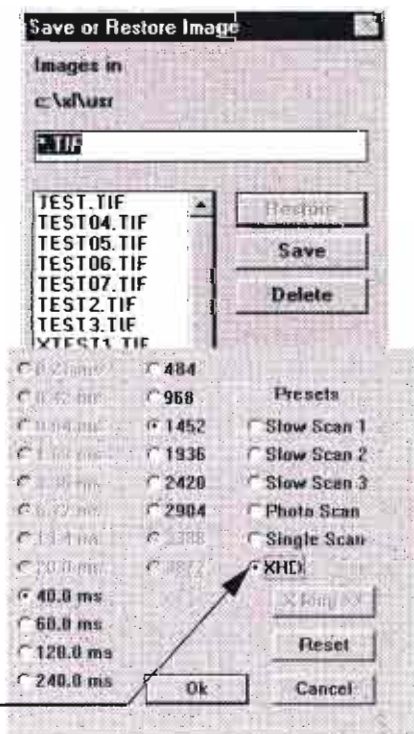 Save or Restore Image
Images in
c:\xl\usr
*.TIF
TEST.TIF
TEST04.TIF
TEST05.TIF
TEST06.TIF
TEST07.TIF
TEST2.TIF
TEST3.TIF
XTEST1.TIF
Restore
Save
Delete
484
968
1452
1936
2420
2904
3388
3872
40.0 ms
60.0 ms
120.0 ms
240.0 ms
Presets
Slow Scan 1
Slow Scan 2
Slow Scan 3
Photo Scan
Single Scan
XHD
Reset
Ok
Cancel